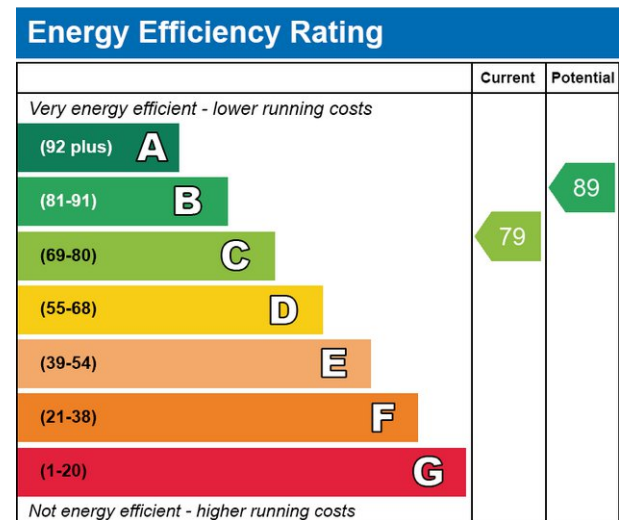 Energy Efficiency Rating
Current Potential
Very energy efficient - lower running costs
(92 plus) A
(81-91) B
89
(69-80) C
79
(55-68) D
(39-54) E
(21-38) F
(1-20) G
Not energy efficient - higher running costs